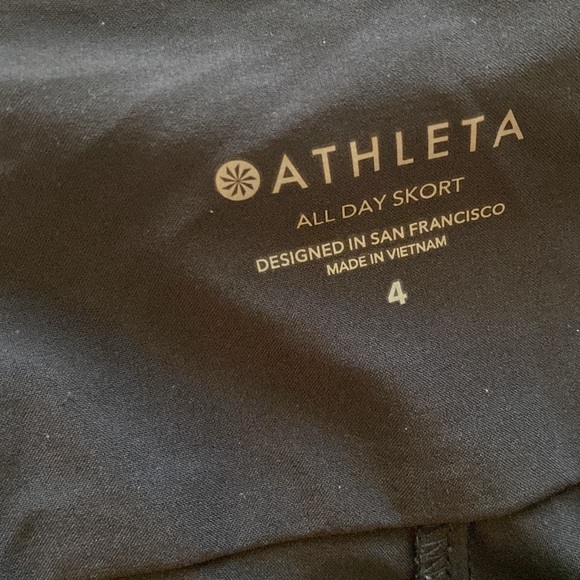 ATHLETA
ALL DAY SKORT
DESIGNED IN SAN FRANCISCO
MADE IN VIETNAM
4